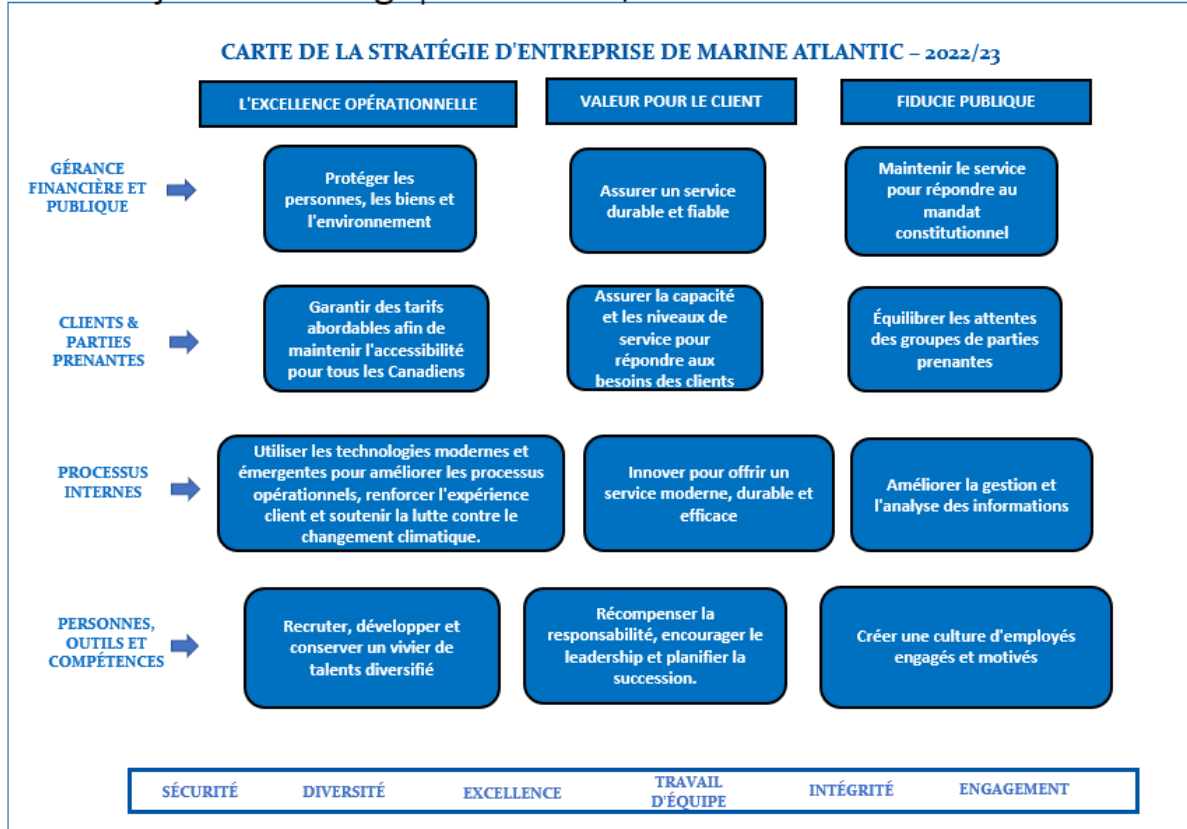 CARTE DE LA STRATÉGIE D'ENTREPRISE DE MARINE ATLANTIC – 2022/23
L'EXCELLENCE OPÉRATIONNELLE
VALEUR POUR LE CLIENT
FIDUCIE PUBLIQUE
GÉRANCE
FINANCIÈRE ET
PUBLIQUE
Protéger les
personnes, les biens et
l'environnement
Assurer un service
durable et fiable
Maintenir le service
pour répondre au
mandat
constitutionnel
CLIENTS &
PARTIES
PRENANTES
Garantir des tarifs
abordables afin de
maintenir l'accessibilité
pour tous les Canadiens
Assurer la capacité
et les niveaux de
service pour
répondre aux
besoins des clients
Équilibrer les attentes
des groupes de parties
prenantes
PROCESSUS
INTERNES
Utiliser les technologies modernes et
émergentes pour améliorer les processus
opérationnels, renforcer l'expérience
client et soutenir la lutte contre le
changement climatique.
Innover pour offrir un
service moderne, durable et
efficace
Améliorer la gestion et
l'analyse des informations
PERSONNES,
OUTILS ET
COMPÉTENCES
Recruter, développer et
conserver un vivier de
talents diversifié
Récompenser la
responsabilité, encourager le
leadership et planifier la
succession.
Créer une culture d'employés
engagés et motivés
SÉCURITÉ
DIVERSITÉ
EXCELLENCE
TRAVAIL
D'ÉQUIPE
INTÉGRITÉ
ENGAGEMENT